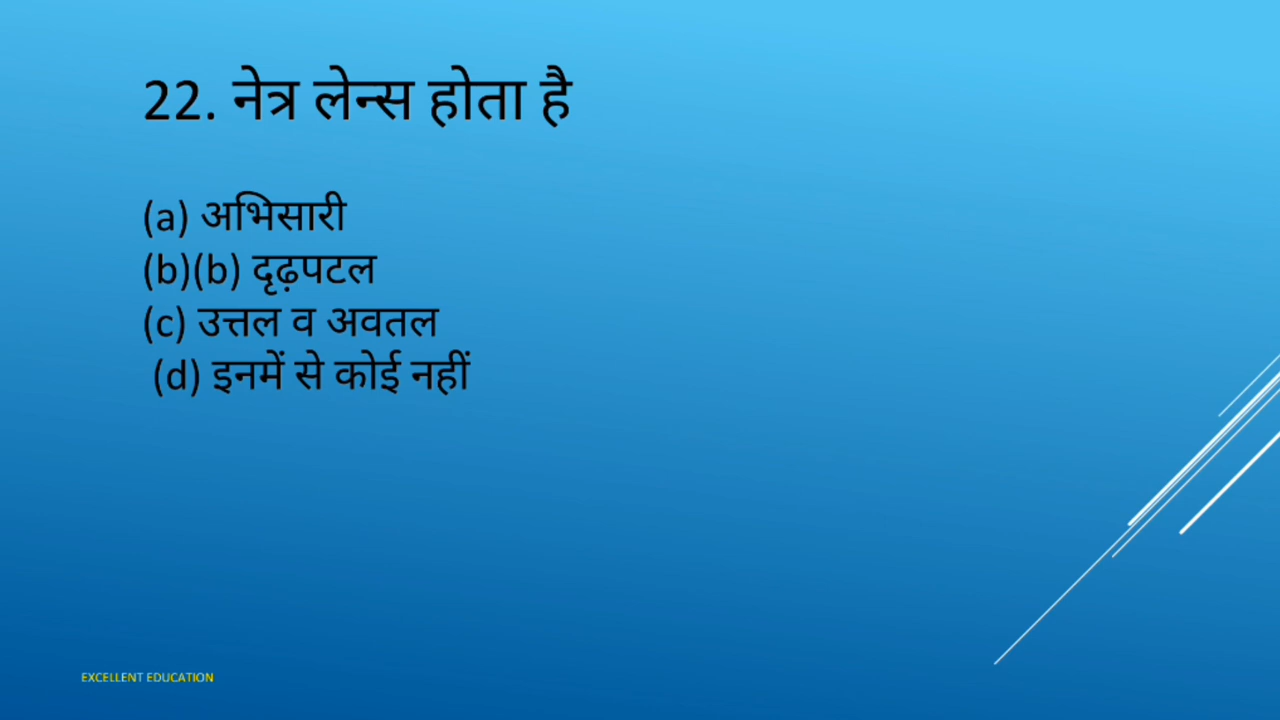 22. नेत्र लेन्स होता है
(a) अभिसारी
(b)(b) दृढ़पटल
(c) उत्तल व अवतल
(d) इनमें से कोई नहीं
EXCELLENT EDUCATION